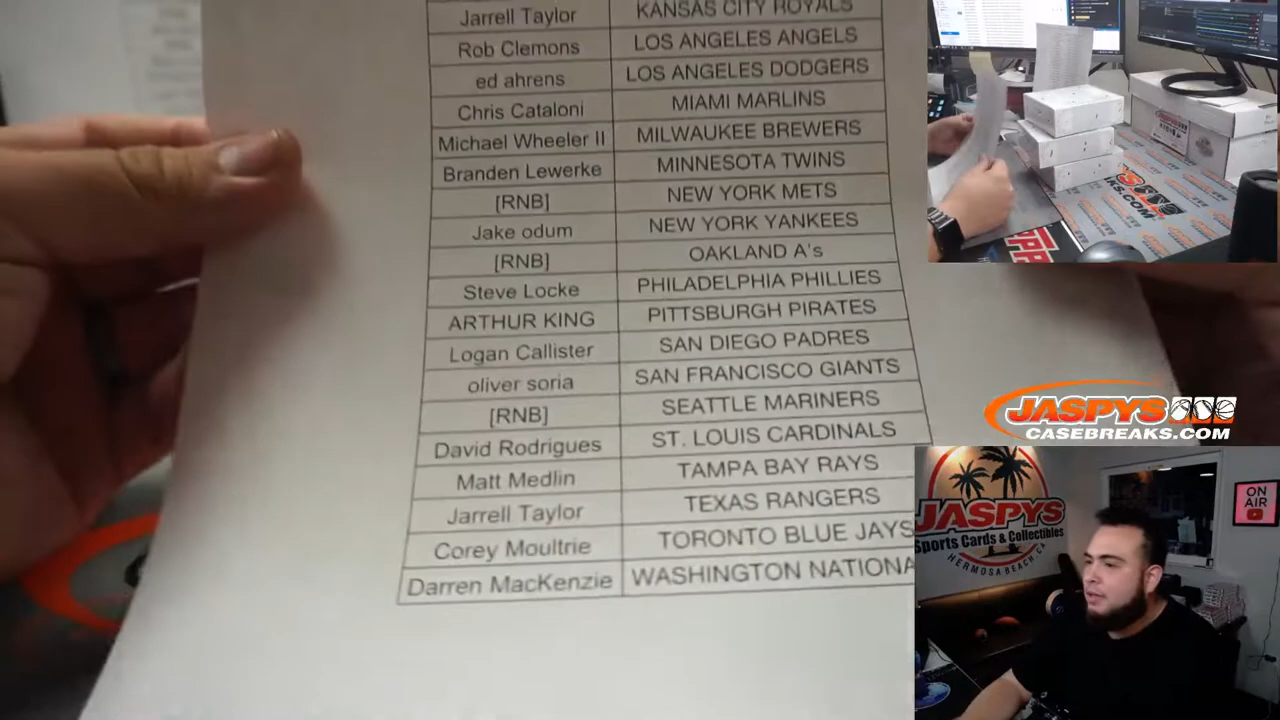 Jarrell Taylor KANSAS CITY ROYALS
Rob Clemons LOS ANGELES ANGELS
ed ahrens LOS ANGELES DODGERS
Chris Cataloni MIAMI MARLINS
Michael Wheeler II MILWAUKEE BREWERS
Branden Lewerke MINNESOTA TWINS
[RNB] NEW YORK METS
Jake odum NEW YORK YANKEES
[RNB] OAKLAND A's
Steve Locke PHILADELPHIA PHILLIES
ARTHUR KING PITTSBURGH PIRATES
Logan Callister SAN DIEGO PADRES
oliver soria SAN FRANCISCO GIANTS
[RNB] SEATTLE MARINERS
David Rodrigues ST. LOUIS CARDINALS
Matt Medlin TAMPA BAY RAYS
Jarrell Taylor TEXAS RANGERS
Corey Moultrie TORONTO BLUE JAYS
Darren MacKenzie WASHINGTON NATIONA
JASPYS
CASEBREAKS.COM
JASPYS
Sports Cards & Collectibles
HERMOSA BEACH CA
ON
AIR